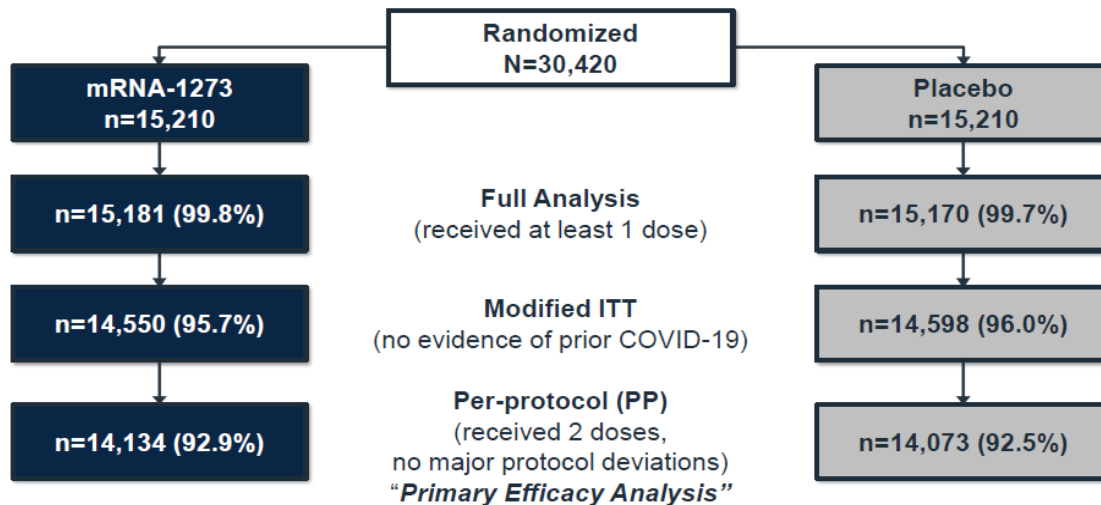 Randomized
N=30,420
mRNA-1273
n=15,210
Placebo
n=15,210
n=15,181 (99.8%)
Full Analysis
(received at least 1 dose)
n=15,170 (99.7%)
n=14,550 (95.7%)
Modified ITT
(no evidence of prior COVID-19)
n=14,598 (96.0%)
n=14,134 (92.9%)
Per-protocol (PP)
(received 2 doses,
no major protocol deviations)
“Primary Efficacy Analysis”
n=14,073 (92.5%)